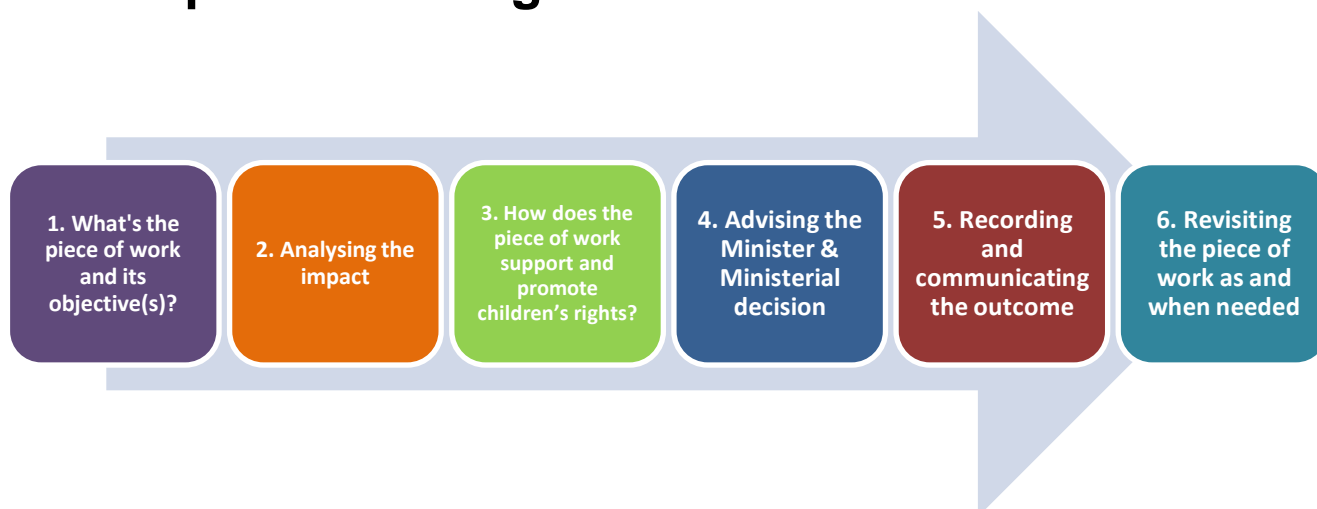 1. What's the
piece of work
and its
objective(s)?
2. Analysing the
impact
3. How does the
piece of work
support and
promote
children’s rights?
4. Advising the
Minister &
Ministerial
decision
5. Recording
and
communicating
the outcome
6. Revisiting
the piece of
work as and
when needed